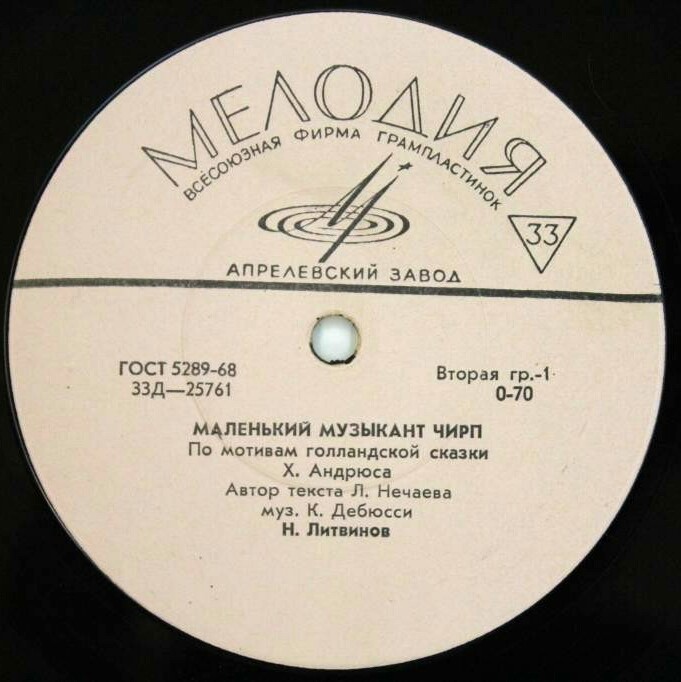 МЕЛОДИЯ
ВСЕСОЮЗНАЯ ФИРМА ГРАМПЛАСТИНОК
33
АПРЕЛЕВСКИЙ ЗАВОД
ГОСТ 5289-68
33Д—25761
Вторая гр.-1
0-70
МАЛЕНЬКИЙ МУЗЫКАНТ ЧИРП
По мотивам голландской сказки
Х. Андрюса
Автор текста Л. Нечаева
муз. К. Дебюсси
Н. Литвинов